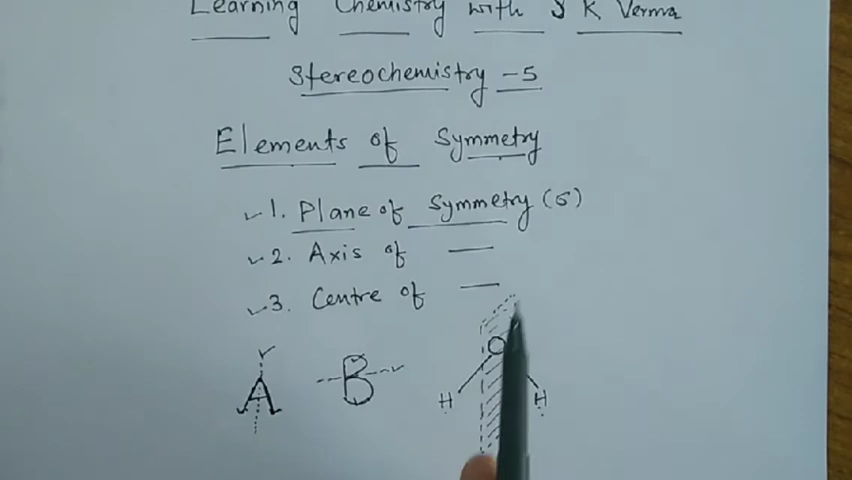 Learning Chemistry with S K Verma
Stereochemistry -5
Elements of Symmetry
1. Plane of Symmetry (σ)
2. Axis of —
3. Centre of —
A B O
H H